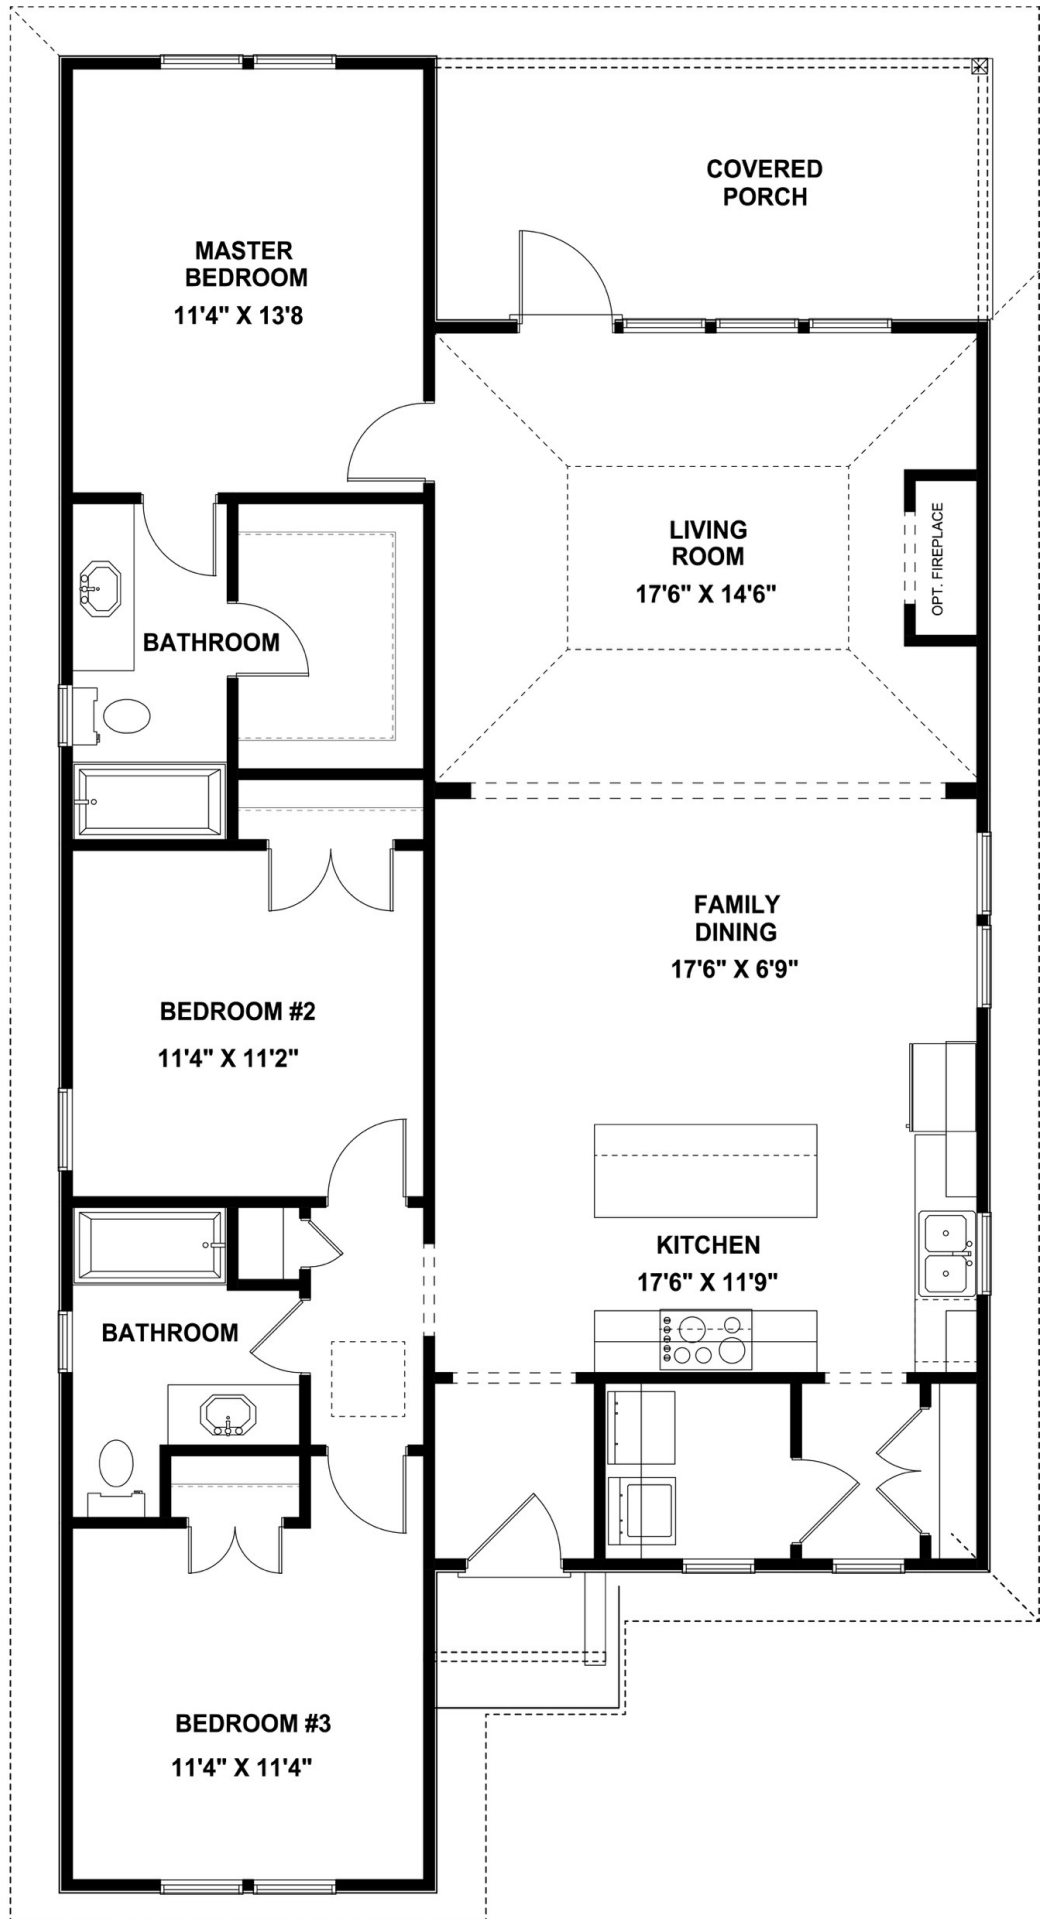 COVERED
PORCH
MASTER
BEDROOM
11'4" X 13'8
LIVING
ROOM
17'6" X 14'6"
OPT. FIREPLACE
BATHROOM
FAMILY
DINING
17'6" X 6'9"
BEDROOM #2
11'4" X 11'2"
KITCHEN
17'6" X 11'9"
BATHROOM
BEDROOM #3
11'4" X 11'4"